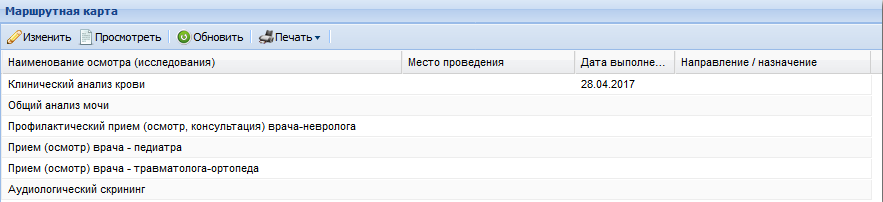 Маршрутная карта
Изменить Просмотреть Обновить Печать
Наименование осмотра (исследования) Место проведения Дата выполне... Направление / назначение
Клинический анализ крови 28.04.2017
Общий анализ мочи
Профилактический прием (осмотр, консультация) врача-невролога
Прием (осмотр) врача - педиатра
Прием (осмотр) врача - травматолога-ортопеда
Аудиологический скрининг